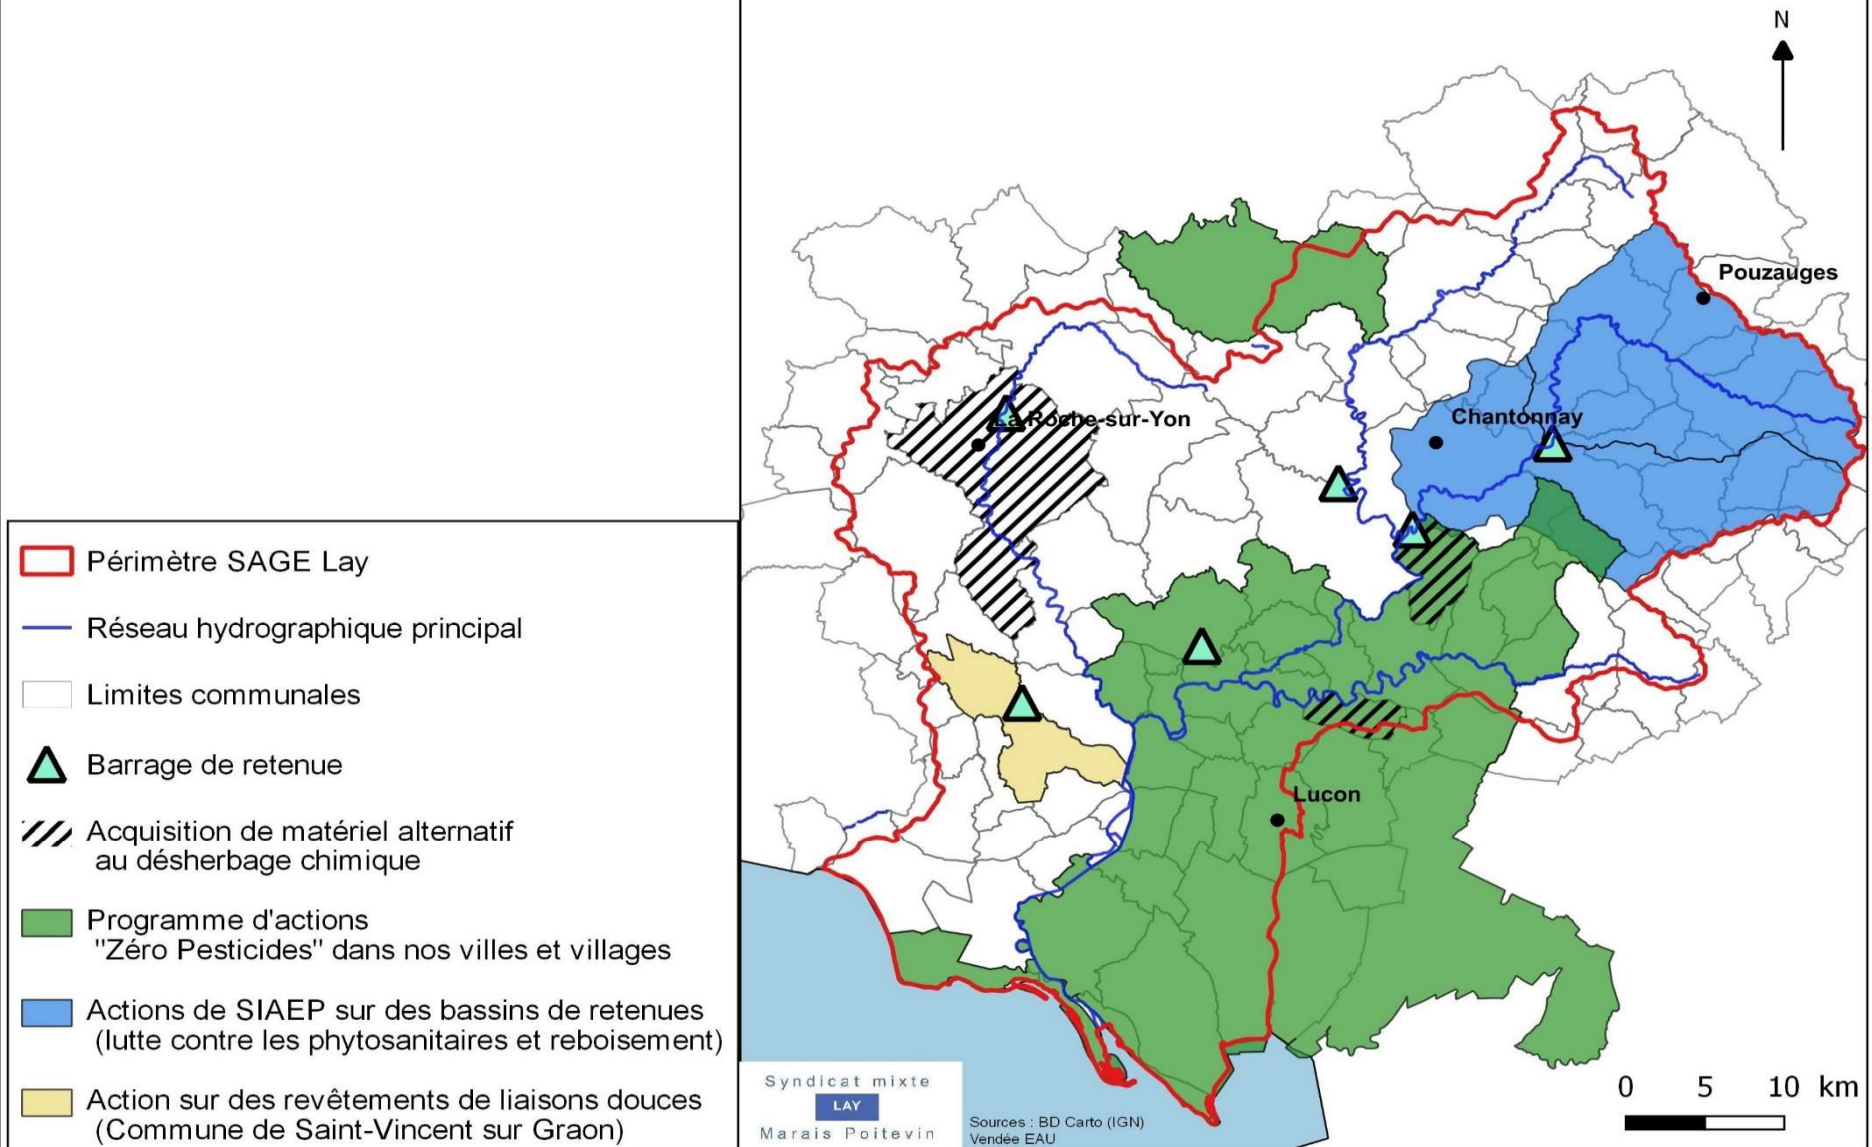 N
Pouzauges
La Roche-sur-Yon
Chantonnay
Lucon
Périmètre SAGE Lay
Réseau hydrographique principal
Limites communales
Barrage de retenue
Acquisition de matériel alternatif
au désherbage chimique
Programme d'actions
"Zéro Pesticides" dans nos villes et villages
Actions de SIAEP sur des bassins de retenues
(lutte contre les phytosanitaires et reboisement)
Action sur des revêtements de liaisons douces
(Commune de Saint-Vincent sur Graon)
Syndicat mixte
LAY
Marais Poitevin
Sources : BD Carto (IGN)
Vendée EAU
0 5 10 km